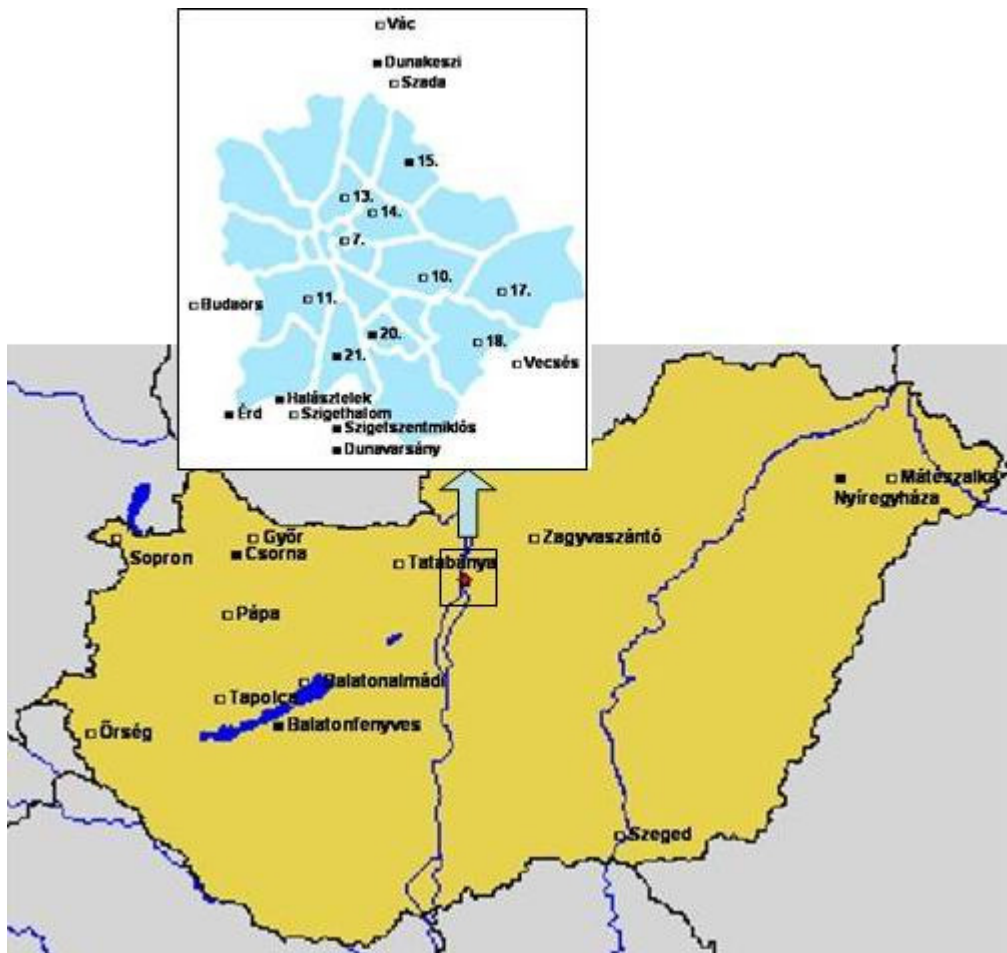 Vác
Dunakeszi
Szada
15.
13.
14.
7.
10.
17.
11.
Budaörs
20.
18.
21.
Vecsés
Halásztelek
Érd
Szigethalom
Szigetszentmiklós
Dunavarsány
Mátészalka
Nyíregyháza
Győr
Zagyvaszántó
Sopron
Csorna
Tatabánya
Pápa
Balatonalmádi
Tapolca
Balatonfenyves
Őrség
Szeged